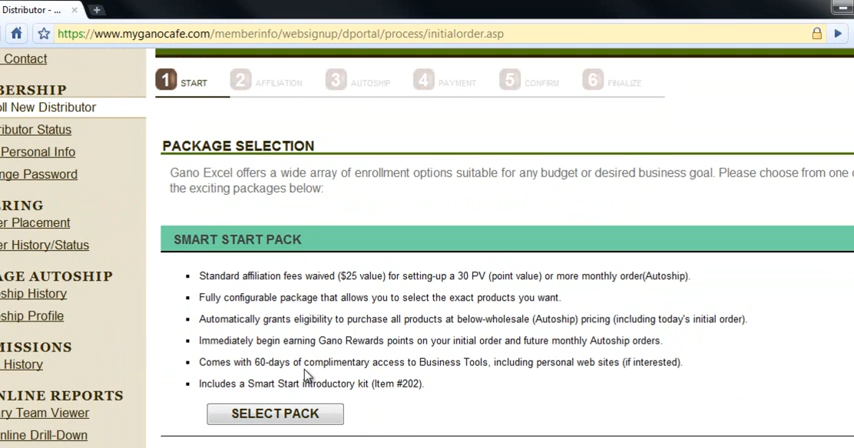 Distributor - ...
https://www.myganocafe.com/memberinfo/websignup/dportal/process/initialorder.asp
Contact
BERSHIP
oll New Distributor
ributor Status
Personal Info
nge Password
RING
er Placement
er History/Status
AGE AUTOSHIP
ship History
ship Profile
MISSIONS
History
NLINE REPORTS
ry Team Viewer
nline Drill-Down
1 START 2 AFFILIATION 3 AUTOSHIP 4 PAYMENT 5 CONFIRM 6 FINALIZE
PACKAGE SELECTION
Gano Excel offers a wide array of enrollment options suitable for any budget or desired business goal. Please choose from one
the exciting packages below:
SMART START PACK
Standard affiliation fees waived ($25 value) for setting-up a 30 PV (point value) or more monthly order(Autoship).
Fully configurable package that allows you to select the exact products you want.
Automatically grants eligibility to purchase all products at below-wholesale (Autoship) pricing (including today's initial order).
Immediately begin earning Gano Rewards points on your initial order and future monthly Autoship orders.
Comes with 60-days of complimentary access to Business Tools, including personal web sites (if interested).
Includes a Smart Start Introductory kit (Item #202).
SELECT PACK